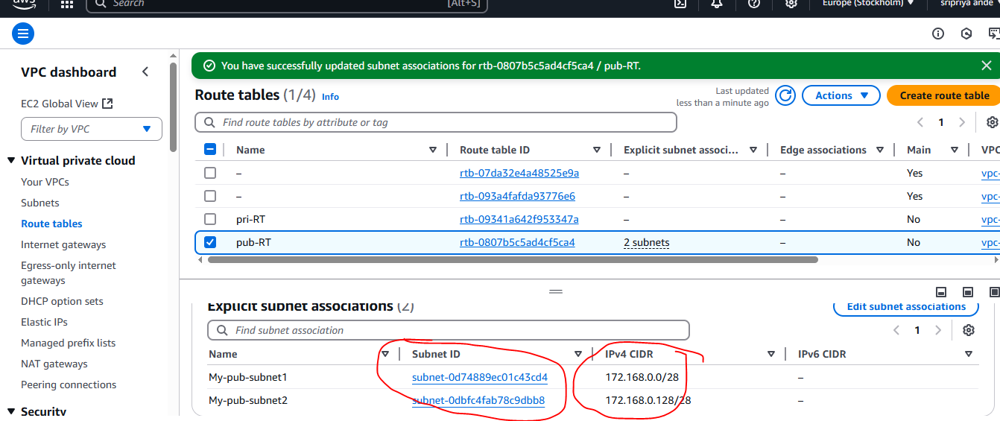 aws Search [Alt+S] Europe (Stockholm) sripriya ande
VPC dashboard
EC2 Global View
Filter by VPC
Virtual private cloud
Your VPCs
Subnets
Route tables
Internet gateways
Egress-only internet
gateways
DHCP option sets
Elastic IPs
Managed prefix lists
NAT gateways
Peering connections
Security
You have successfully updated subnet associations for rtb-0807b5c5ad4cf5ca4 / pub-RT.
Route tables (1/4) Info
Last updated
less than a minute ago
Actions
Create route table
Find route tables by attribute or tag
1
Name Route table ID Explicit subnet associ... Edge associations Main VPC
– rtb-07da32e4a48525e9a – – Yes vpc-
– rtb-093a4fafda93776e6 – – Yes vpc-
pri-RT rtb-09341a642f953347a – – No vpc-
pub-RT rtb-0807b5c5ad4cf5ca4 2 subnets – No vpc-
Explicit subnet associations (2)
Edit subnet associations
Find subnet association
1
Name Subnet ID IPv4 CIDR IPv6 CIDR
My-pub-subnet1 subnet-0d74889ec01c43cd4 172.168.0.0/28 –
My-pub-subnet2 subnet-0dbfc4fab78c9dbb8 172.168.0.128/28 –